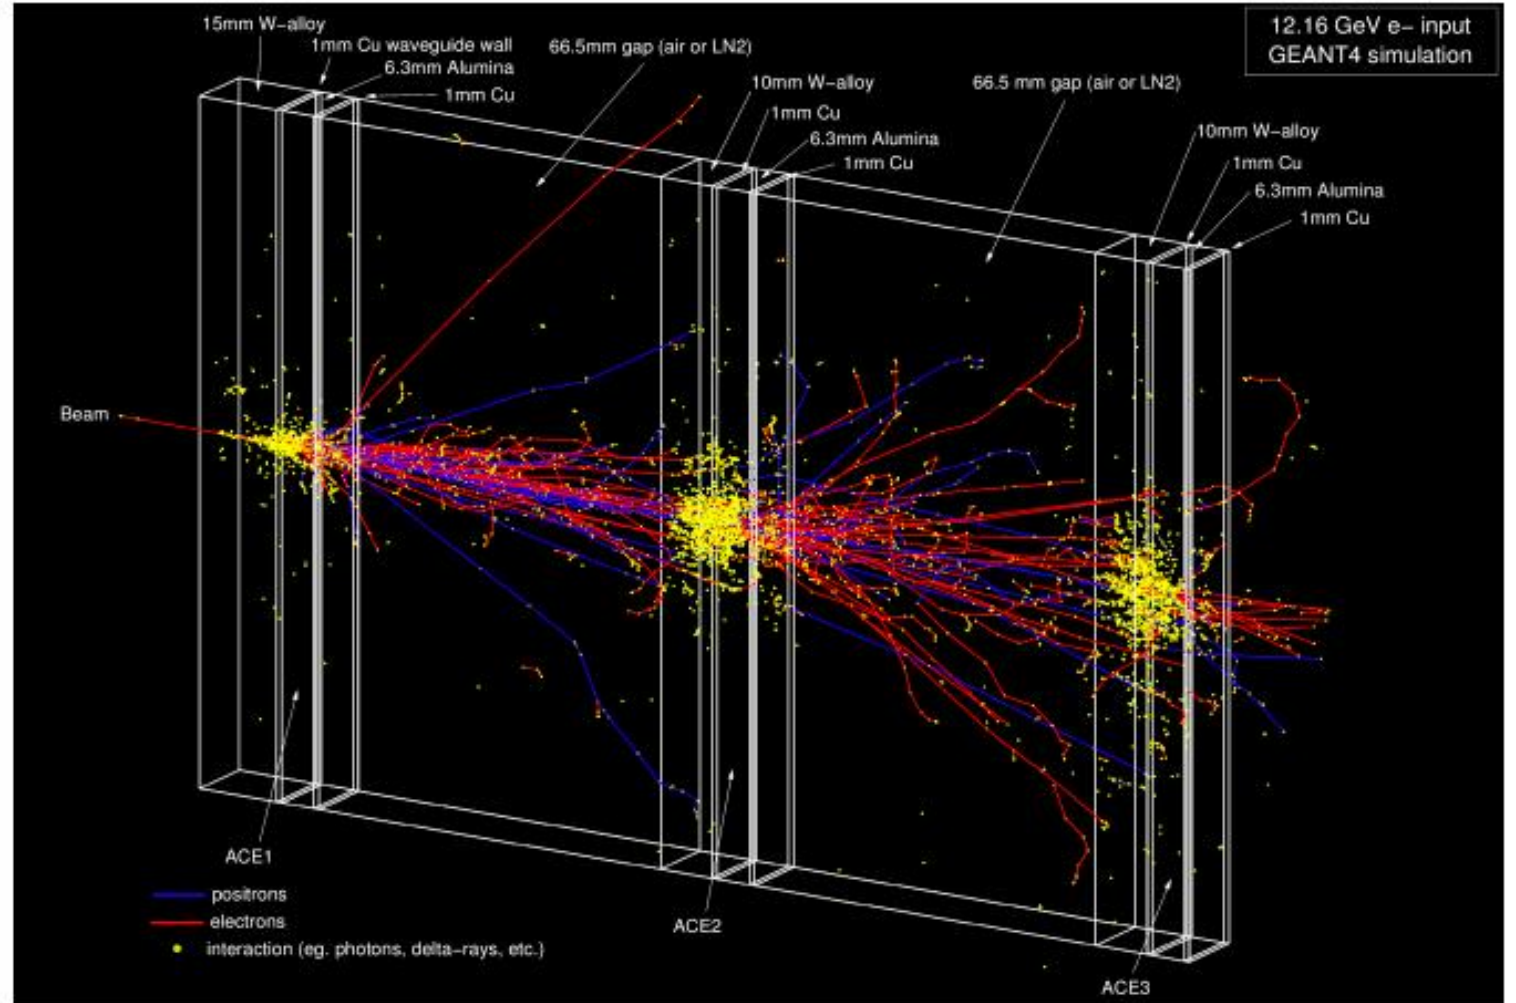 12.16 GeV e− input
GEANT4 simulation
15mm W−alloy
1mm Cu waveguide wall
6.3mm Alumina
1mm Cu
66.5mm gap (air or LN2)
10mm W−alloy
1mm Cu
6.3mm Alumina
1mm Cu
66.5 mm gap (air or LN2)
10mm W−alloy
1mm Cu
6.3mm Alumina
1mm Cu
Beam
ACE1
ACE2
ACE3
positrons
electrons
interaction (eg. photons, delta−rays, etc.)